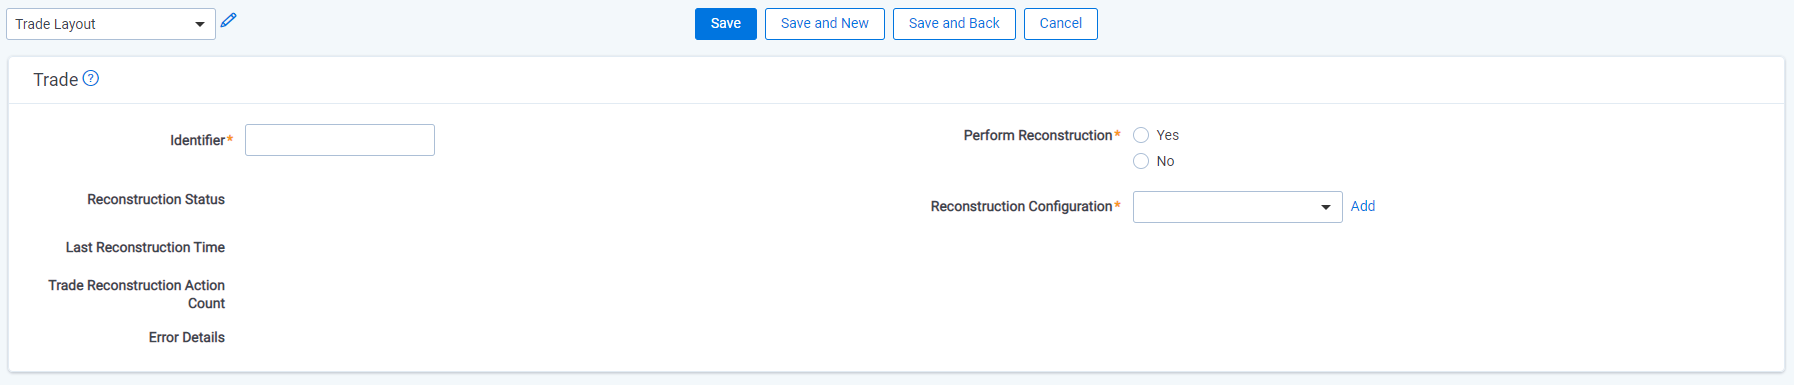 Trade Layout
Save
Save and New
Save and Back
Cancel
Trade ?
Identifier*
Perform Reconstruction*
Yes
No
Reconstruction Status
Reconstruction Configuration*
Add
Last Reconstruction Time
Trade Reconstruction Action
Count
Error Details